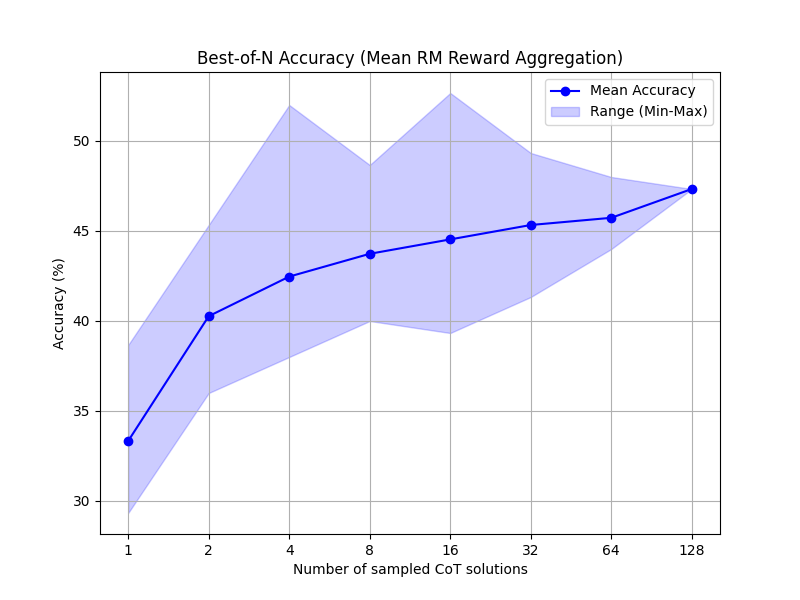 Best-of-N Accuracy (Mean RM Reward Aggregation)
Mean Accuracy
Range (Min-Max)
Accuracy (%)
50
45
40
35
30
1 2 4 8 16 32 64 128
Number of sampled CoT solutions